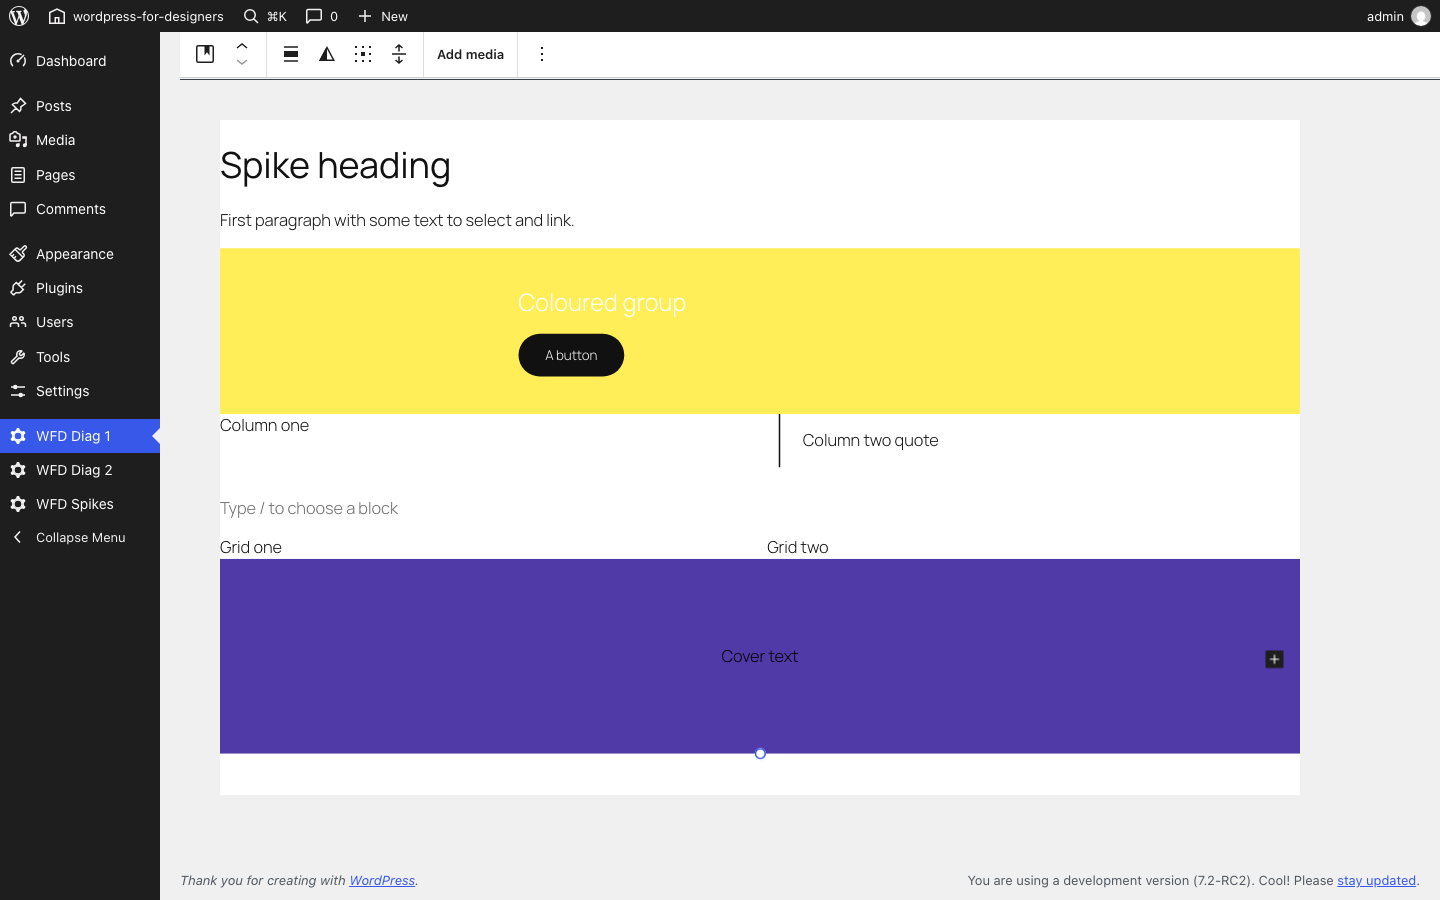 wordpress-for-designers
⌘K
0
New
admin
Dashboard
Posts
Media
Pages
Comments
Appearance
Plugins
Users
Tools
Settings
WFD Diag 1
WFD Diag 2
WFD Spikes
Collapse Menu
Add media
Spike heading
First paragraph with some text to select and link.
Coloured group
A button
Column one
Column two quote
Type / to choose a block
Grid one
Grid two
Cover text
Thank you for creating with WordPress.
You are using a development version (7.2-RC2). Cool! Please stay updated.